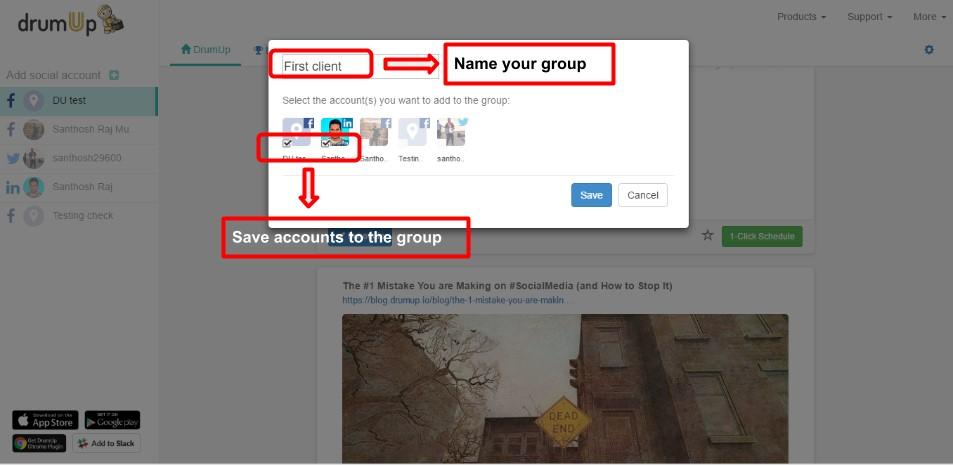 drumUp
Products
Support
More
DrumUp
First client
Name your group
Add social account
Select the account(s) you want to add to the group:
DU test
Santhosh Raj Mu
santhosh29600
Santhosh Raj
Testing check
Santho..
Santho..
Testin..
santho..
Save
Cancel
Save accounts to the group
1-Click Schedule
The #1 Mistake You are Making on #SocialMedia (and How to Stop It)
https://blog.drumup.io/blog/the-1-mistake-you-are-makin...
DEAD
END
Download on the
App Store
GET IT ON
Google play
Get DrumUp
Chrome Plugin
Add to Slack